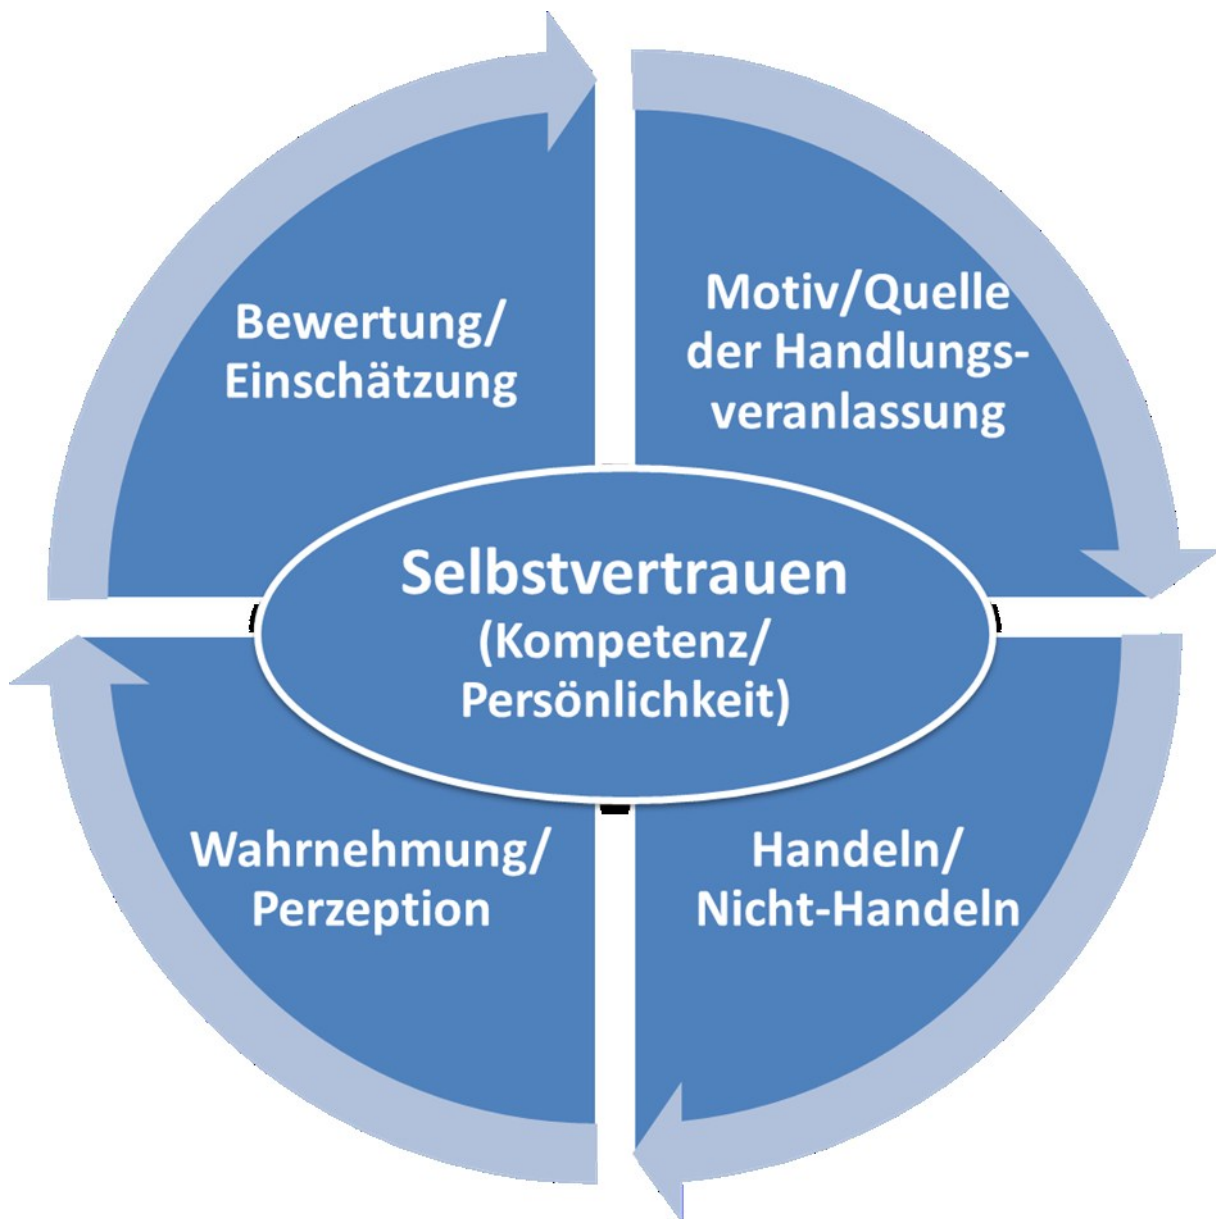 Bewertung/
Einschätzung
Motiv/Quelle
der Handlungs-
veranlassung
Selbstvertrauen
(Kompetenz/
Persönlichkeit)
Wahrnehmung/
Perzeption
Handeln/
Nicht-Handeln